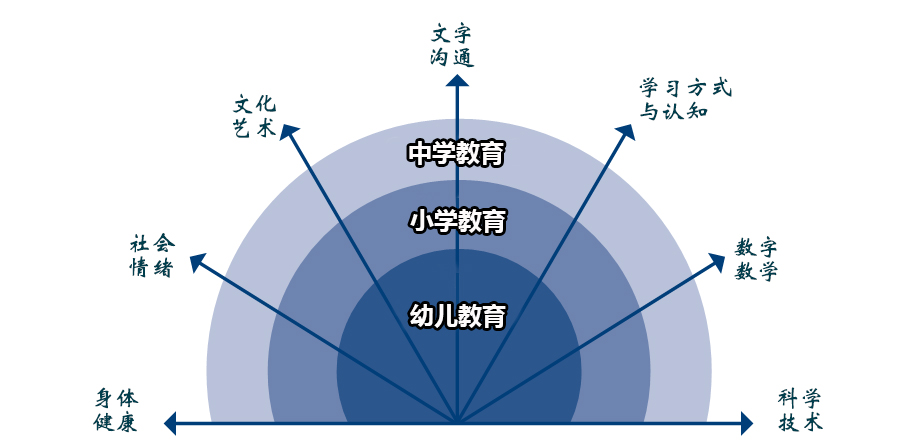 文字
沟通
文化
艺术
学习方式
与认知
中学教育
小学教育
社会
情绪
数字
数学
幼儿教育
身体
健康
科学
技术